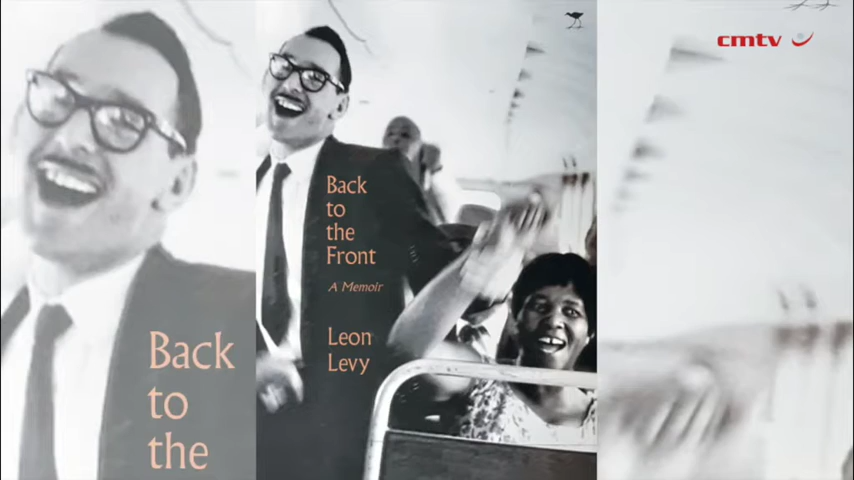 cmtv
Back
to
the
Front
A Memoir
Leon
Levy
Back
to
the